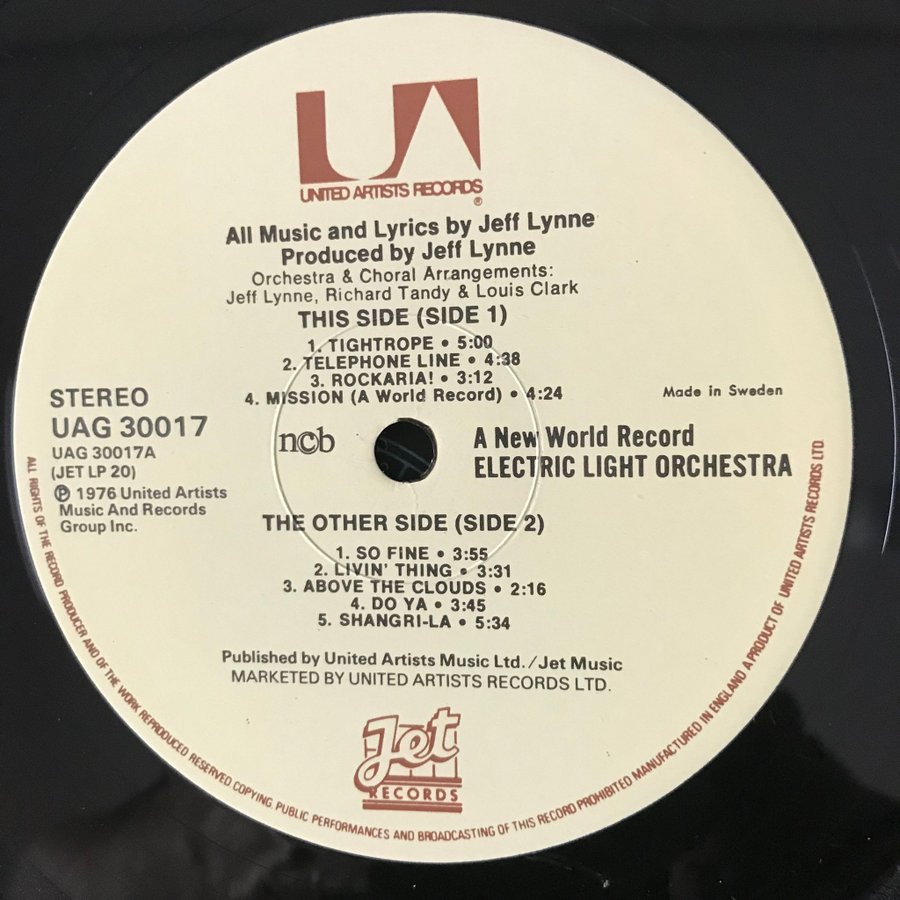 UA
UNITED ARTISTS RECORDS
®
All Music and Lyrics by Jeff Lynne
Produced by Jeff Lynne
Orchestra & Choral Arrangements:
Jeff Lynne, Richard Tandy & Louis Clark
THIS SIDE (SIDE 1)
1. TIGHTROPE • 5:00
2. TELEPHONE LINE • 4:38
3. ROCKARIA! • 3:12
4. MISSION (A World Record) • 4:24
STEREO
UAG 30017
UAG 30017A
(JET LP 20)
℗ 1976 United Artists
Music And Records
Group Inc.
ncb
Made in Sweden
A New World Record
ELECTRIC LIGHT ORCHESTRA
THE OTHER SIDE (SIDE 2)
1. SO FINE • 3:55
2. LIVIN' THING • 3:31
3. ABOVE THE CLOUDS • 2:16
4. DO YA • 3:45
5. SHANGRI-LA • 5:34
Published by United Artists Music Ltd./Jet Music
MARKETED BY UNITED ARTISTS RECORDS LTD.
Jet
RECORDS
ALL RIGHTS OF THE RECORD PRODUCER AND OF THE WORK REPRODUCED RESERVED COPYING, PUBLIC PERFORMANCES AND BROADCASTING OF THIS RECORD PROHIBITED MANUFACTURED IN ENGLAND A PRODUCT OF UNITED ARTISTS RECORDS LTD.